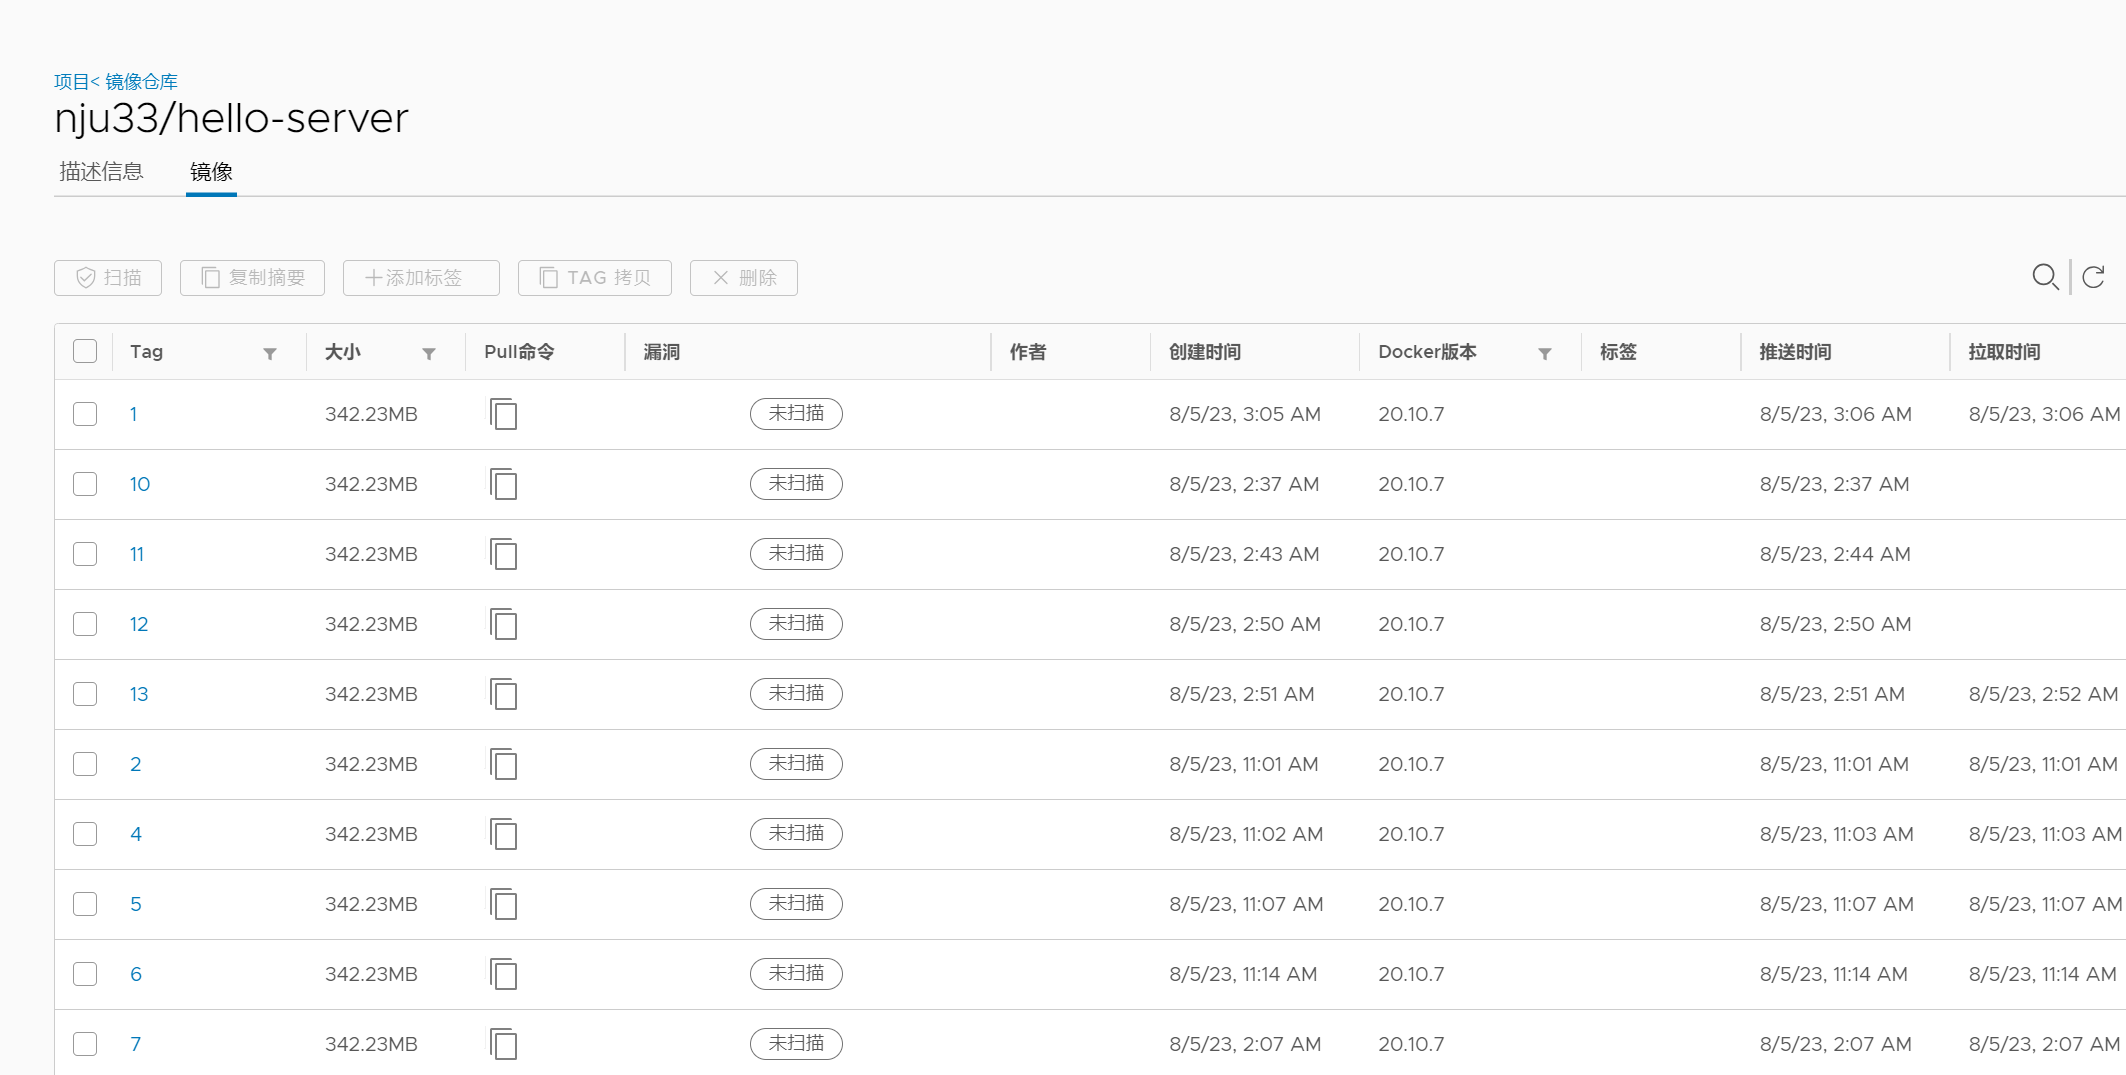 项目< 镜像仓库
nju33/hello-server
描述信息 镜像
扫描 复制摘要 +添加标签 TAG 拷贝 × 删除
Tag 大小 Pull命令 漏洞 作者 创建时间 Docker版本 标签 推送时间 拉取时间
1 342.23MB 未扫描 8/5/23, 3:05 AM 20.10.7 8/5/23, 3:06 AM 8/5/23, 3:06 AM
10 342.23MB 未扫描 8/5/23, 2:37 AM 20.10.7 8/5/23, 2:37 AM
11 342.23MB 未扫描 8/5/23, 2:43 AM 20.10.7 8/5/23, 2:44 AM
12 342.23MB 未扫描 8/5/23, 2:50 AM 20.10.7 8/5/23, 2:50 AM
13 342.23MB 未扫描 8/5/23, 2:51 AM 20.10.7 8/5/23, 2:51 AM 8/5/23, 2:52 AM
2 342.23MB 未扫描 8/5/23, 11:01 AM 20.10.7 8/5/23, 11:01 AM 8/5/23, 11:01 AM
4 342.23MB 未扫描 8/5/23, 11:02 AM 20.10.7 8/5/23, 11:03 AM 8/5/23, 11:03 AM
5 342.23MB 未扫描 8/5/23, 11:07 AM 20.10.7 8/5/23, 11:07 AM 8/5/23, 11:07 AM
6 342.23MB 未扫描 8/5/23, 11:14 AM 20.10.7 8/5/23, 11:14 AM 8/5/23, 11:14 AM
7 342.23MB 未扫描 8/5/23, 2:07 AM 20.10.7 8/5/23, 2:07 AM 8/5/23, 2:07 AM